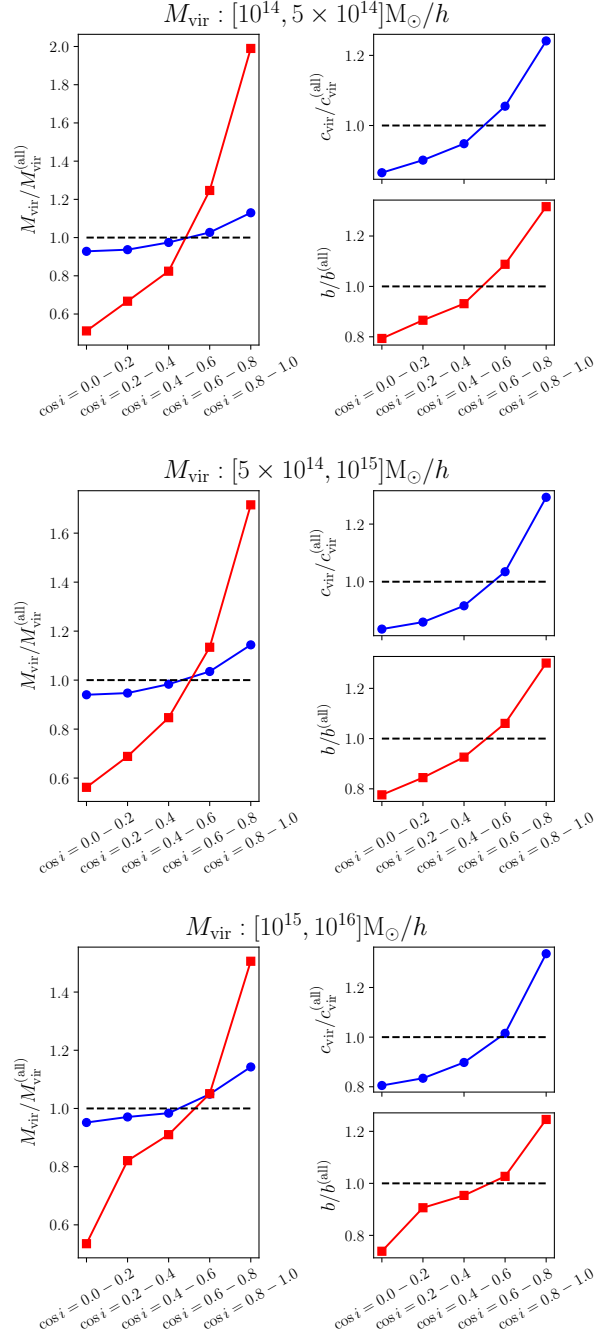 M_vir : [10^14, 5 × 10^14]M_⊙/h
M_vir/M_vir^(all)
2.0
1.8
1.6
1.4
1.2
1.0
0.8
0.6
cos i = 0.0 − 0.2
cos i = 0.2 − 0.4
cos i = 0.4 − 0.6
cos i = 0.6 − 0.8
cos i = 0.8 − 1.0
c_vir/c_vir^(all)
1.2
1.0
b/b^(all)
1.2
1.0
0.8
cos i = 0.0 − 0.2
cos i = 0.2 − 0.4
cos i = 0.4 − 0.6
cos i = 0.6 − 0.8
cos i = 0.8 − 1.0
M_vir : [5 × 10^14, 10^15]M_⊙/h
M_vir/M_vir^(all)
1.6
1.4
1.2
1.0
0.8
0.6
cos i = 0.0 − 0.2
cos i = 0.2 − 0.4
cos i = 0.4 − 0.6
cos i = 0.6 − 0.8
cos i = 0.8 − 1.0
c_vir/c_vir^(all)
1.2
1.0
b/b^(all)
1.2
1.0
0.8
cos i = 0.0 − 0.2
cos i = 0.2 − 0.4
cos i = 0.4 − 0.6
cos i = 0.6 − 0.8
cos i = 0.8 − 1.0
M_vir : [10^15, 10^16]M_⊙/h
M_vir/M_vir^(all)
1.4
1.2
1.0
0.8
0.6
cos i = 0.0 − 0.2
cos i = 0.2 − 0.4
cos i = 0.4 − 0.6
cos i = 0.6 − 0.8
cos i = 0.8 − 1.0
c_vir/c_vir^(all)
1.2
1.0
0.8
b/b^(all)
1.2
1.0
0.8
cos i = 0.0 − 0.2
cos i = 0.2 − 0.4
cos i = 0.4 − 0.6
cos i = 0.6 − 0.8
cos i = 0.8 − 1.0